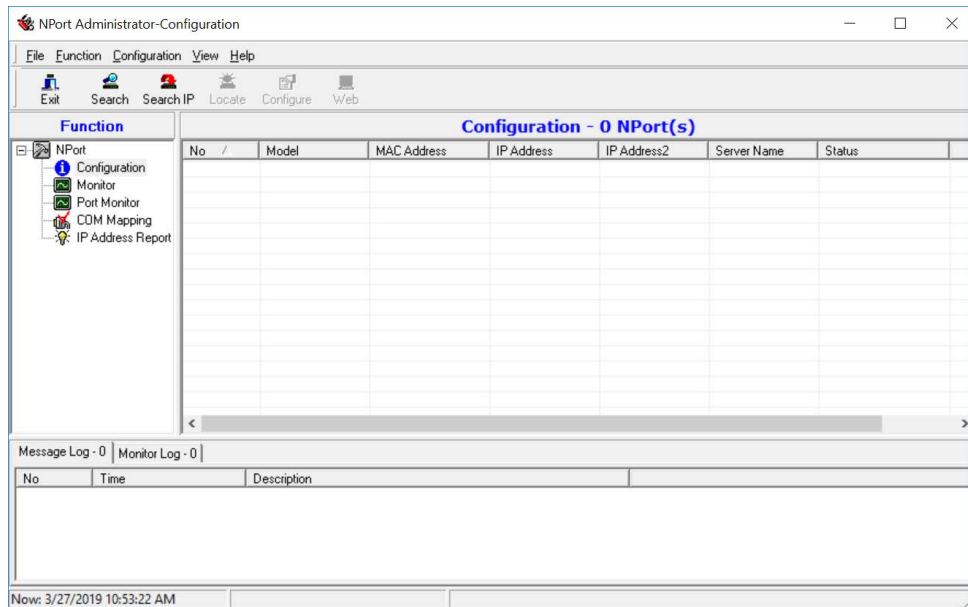 NPort Administrator-Configuration
File Function Configuration View Help
Exit Search Search IP Locate Configure Web
Function
Configuration - 0 NPort(s)
NPort
Configuration
Monitor
Port Monitor
COM Mapping
IP Address Report
No / Model MAC Address IP Address IP Address2 Server Name Status
Message Log - 0 Monitor Log - 0
No Time Description
Now: 3/27/2019 10:53:22 AM